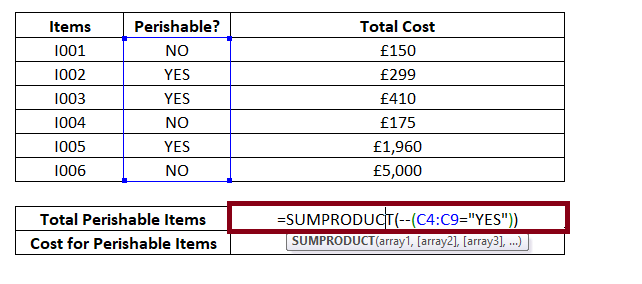 Items Perishable? Total Cost
I001 NO £150
I002 YES £299
I003 YES £410
I004 NO £175
I005 YES £1,960
I006 NO £5,000
Total Perishable Items =SUMPRODUCT(--(C4:C9="YES"))
Cost for Perishable Items SUMPRODUCT(array1, [array2], [array3], ...)